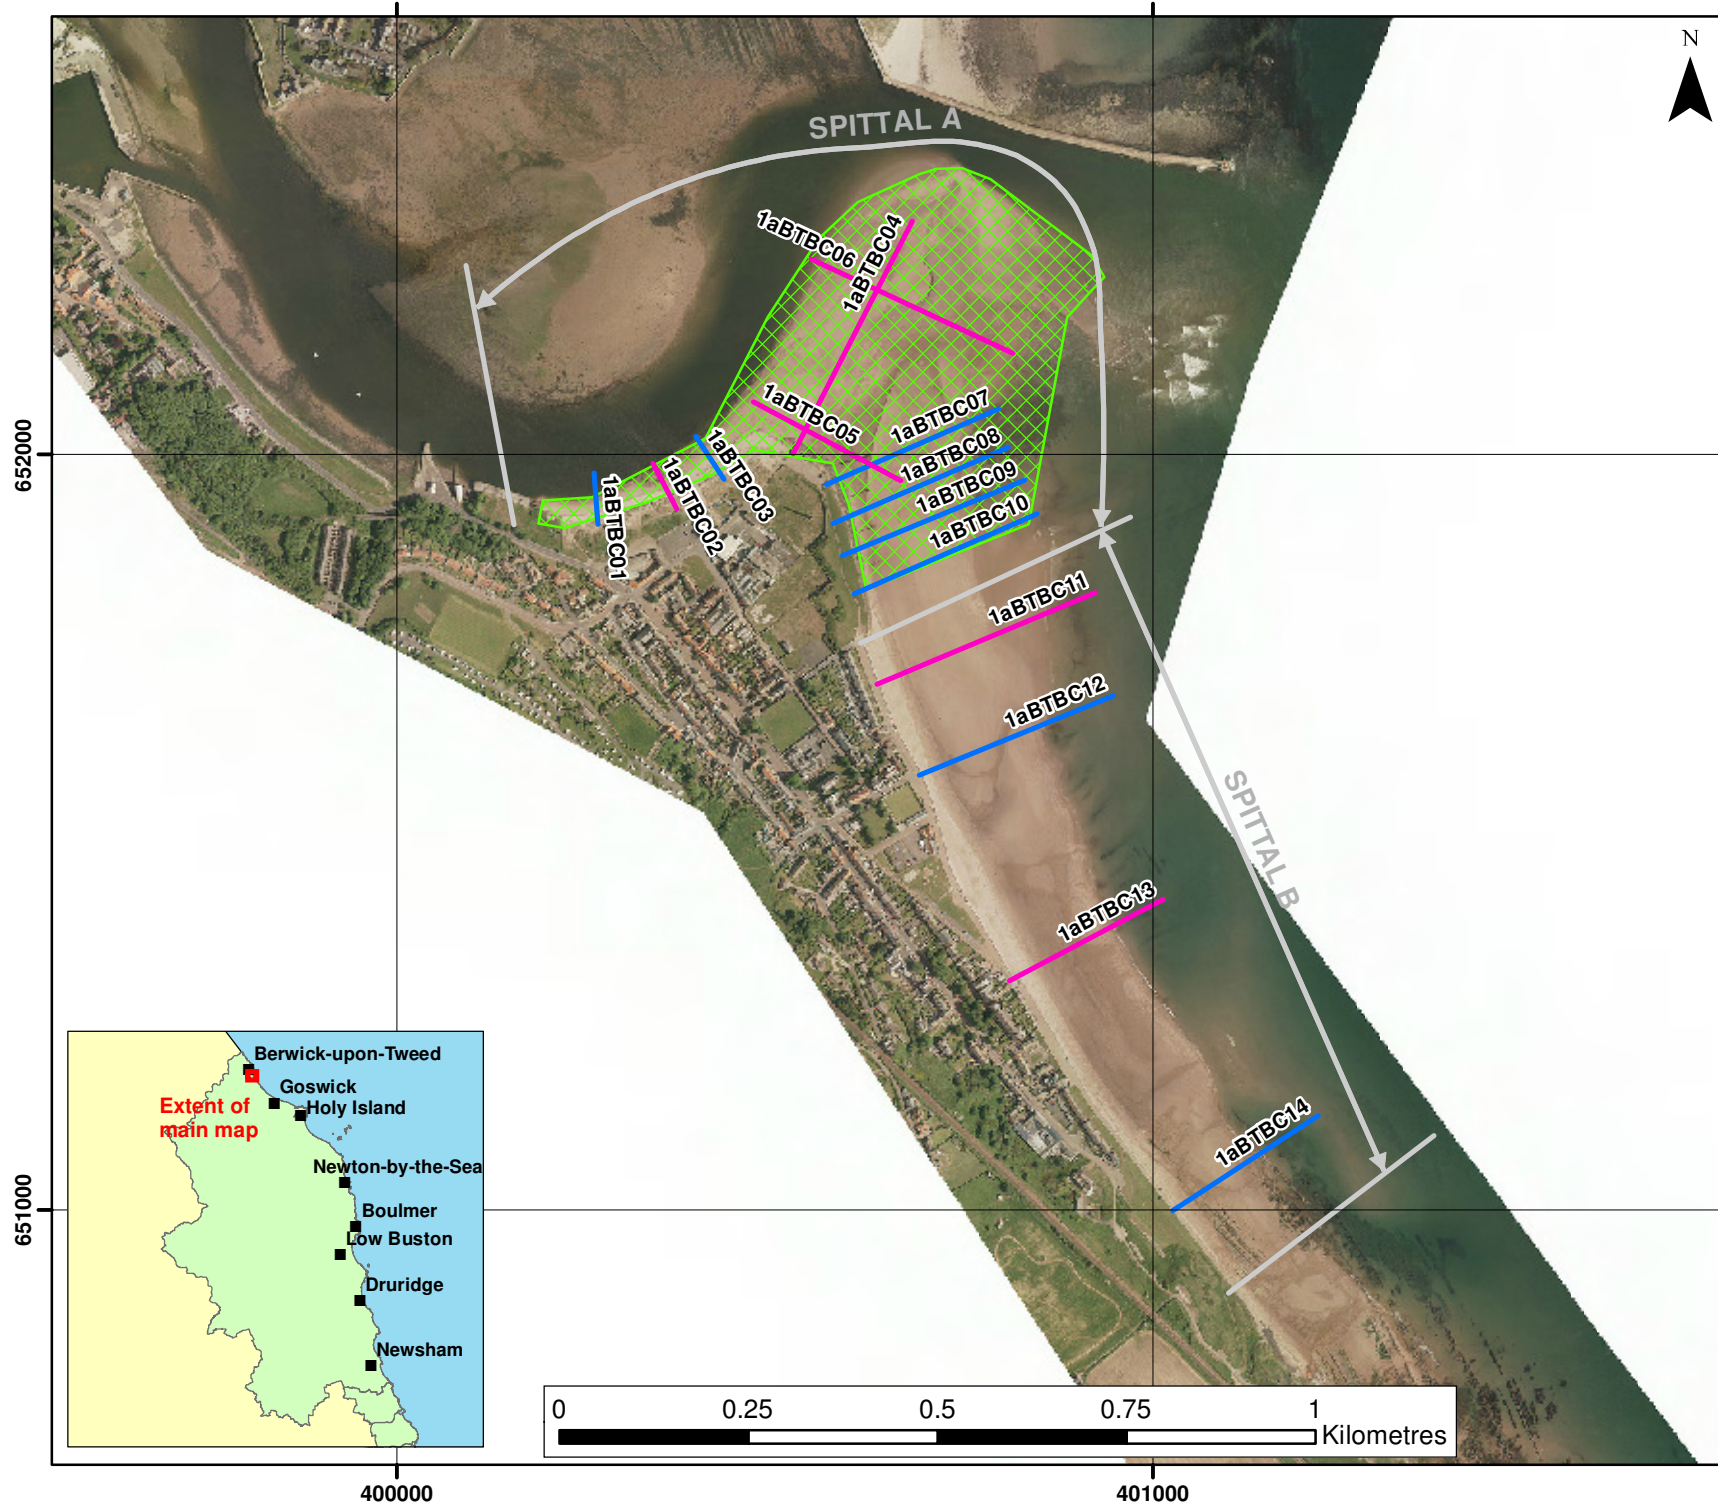 N
SPITTAL A
1aBTBC06
1aBTBC04
1aBTBC05
1aBTBC07
1aBTBC08
1aBTBC09
1aBTBC10
1aBTBC03
1aBTBC02
1aBTBC01
1aBTBC11
1aBTBC12
SPITTAL B
1aBTBC13
1aBTBC14
652000
651000
Berwick-upon-Tweed
Goswick
Holy Island
Extent of
main map
Newton-by-the-Sea
Boulmer
Low Buston
Druridge
Newsham
0 0.25 0.5 0.75 1
Kilometres
400000 401000